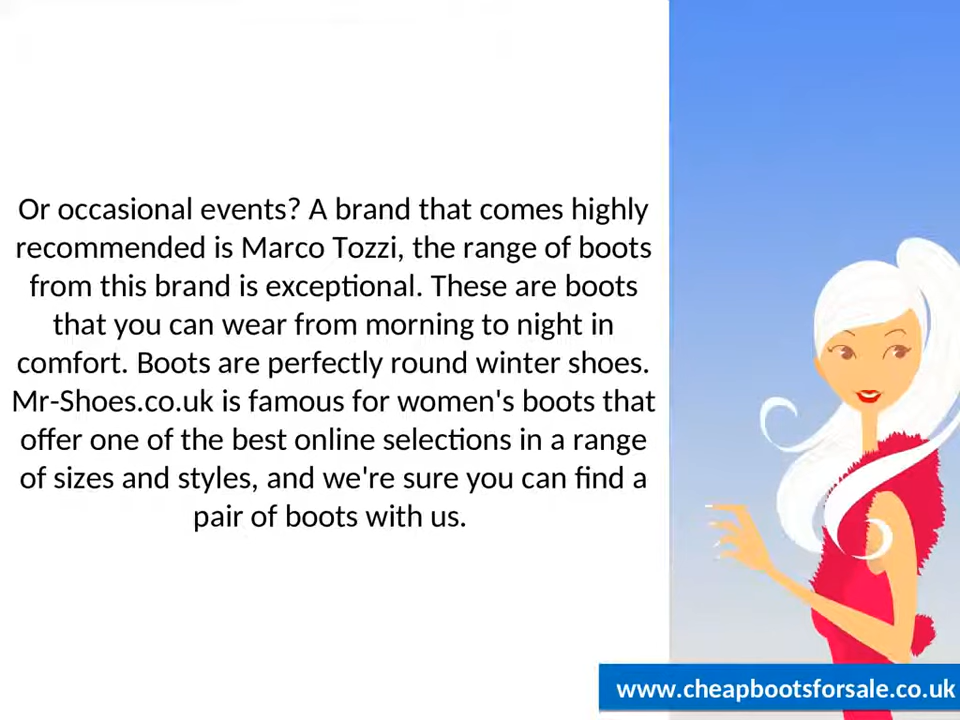 Or occasional events? A brand that comes highly
recommended is Marco Tozzi, the range of boots
from this brand is exceptional. These are boots
that you can wear from morning to night in
comfort. Boots are perfectly round winter shoes.
Mr-Shoes.co.uk is famous for women's boots that
offer one of the best online selections in a range
of sizes and styles, and we're sure you can find a
pair of boots with us.
www.cheapbootsforsale.co.uk